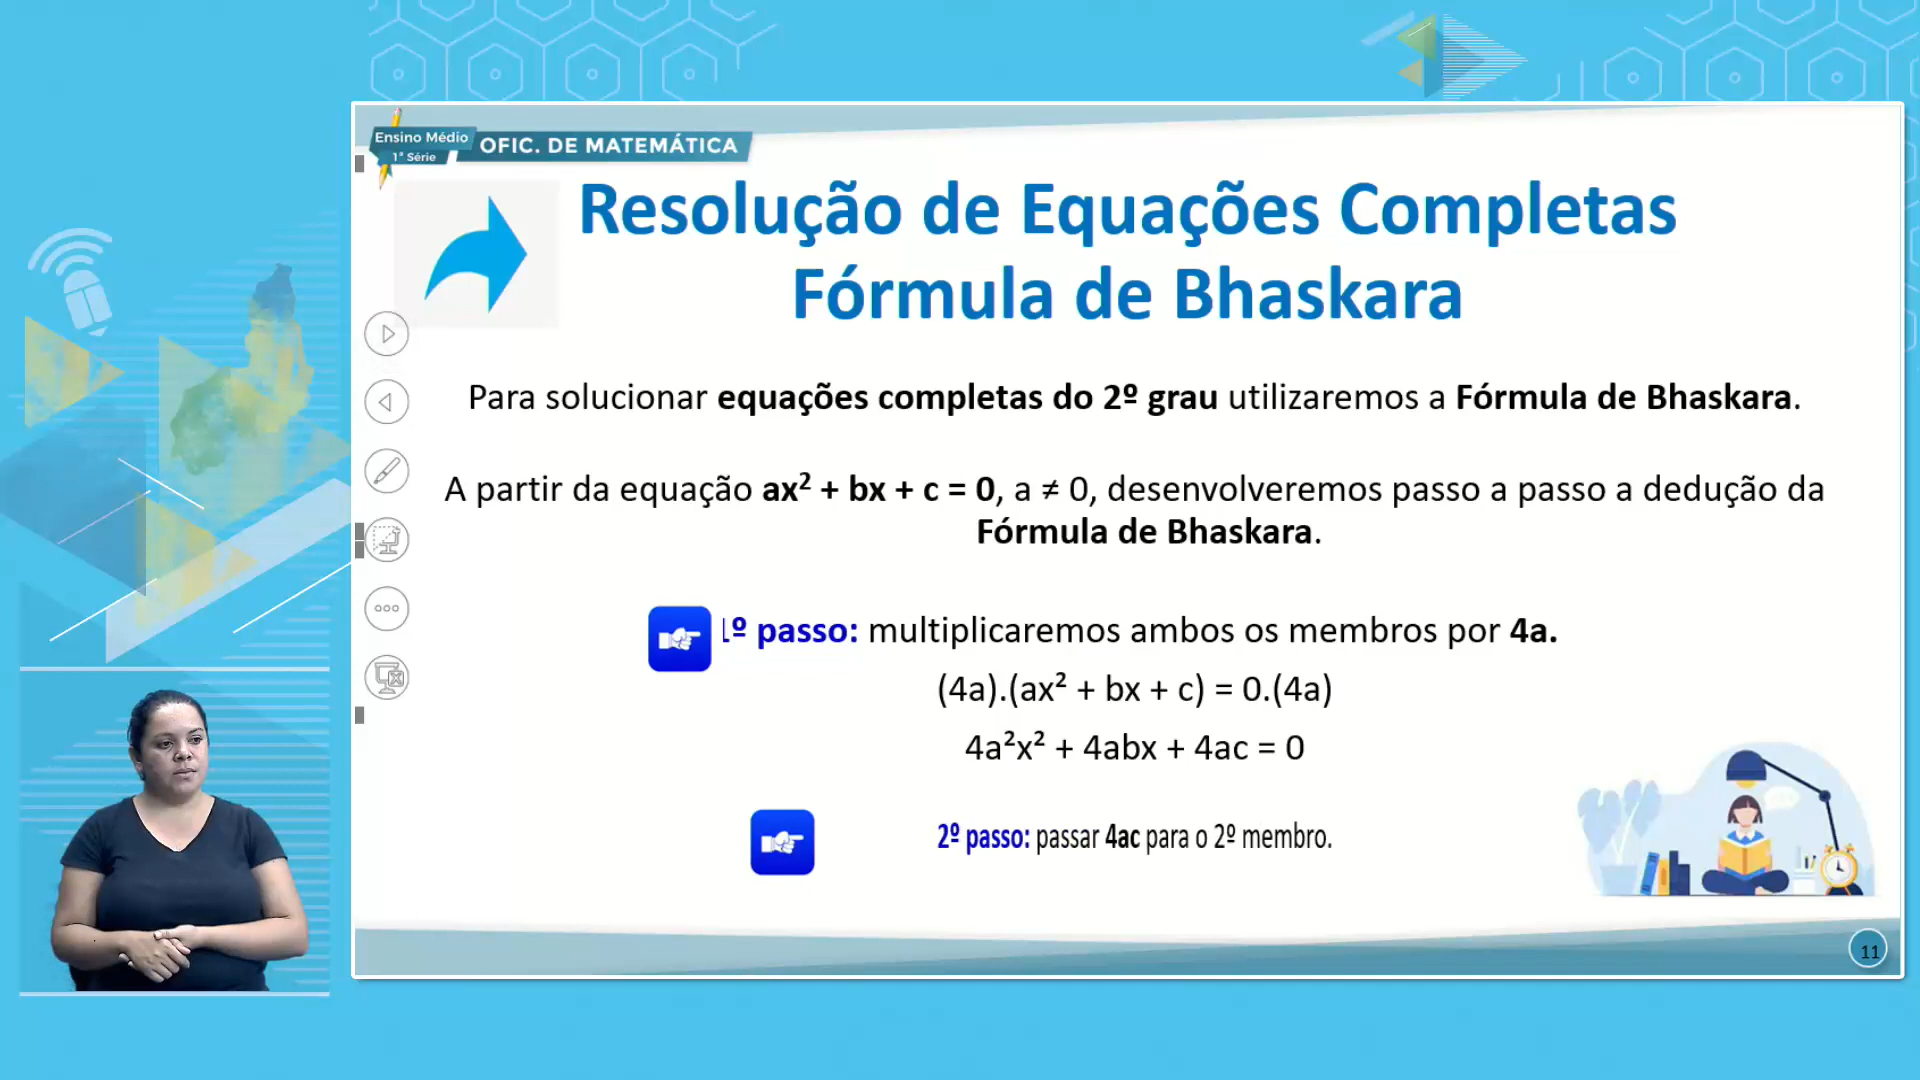 Ensino Médio
1ª Série
OFIC. DE MATEMÁTICA
Resolução de Equações Completas
Fórmula de Bhaskara
Para solucionar equações completas do 2º grau utilizaremos a Fórmula de Bhaskara.
A partir da equação ax² + bx + c = 0, a ≠ 0, desenvolveremos passo a passo a dedução da
Fórmula de Bhaskara.
1º passo: multiplicaremos ambos os membros por 4a.
(4a).(ax² + bx + c) = 0.(4a)
4a²x² + 4abx + 4ac = 0
2º passo: passar 4ac para o 2º membro.
11